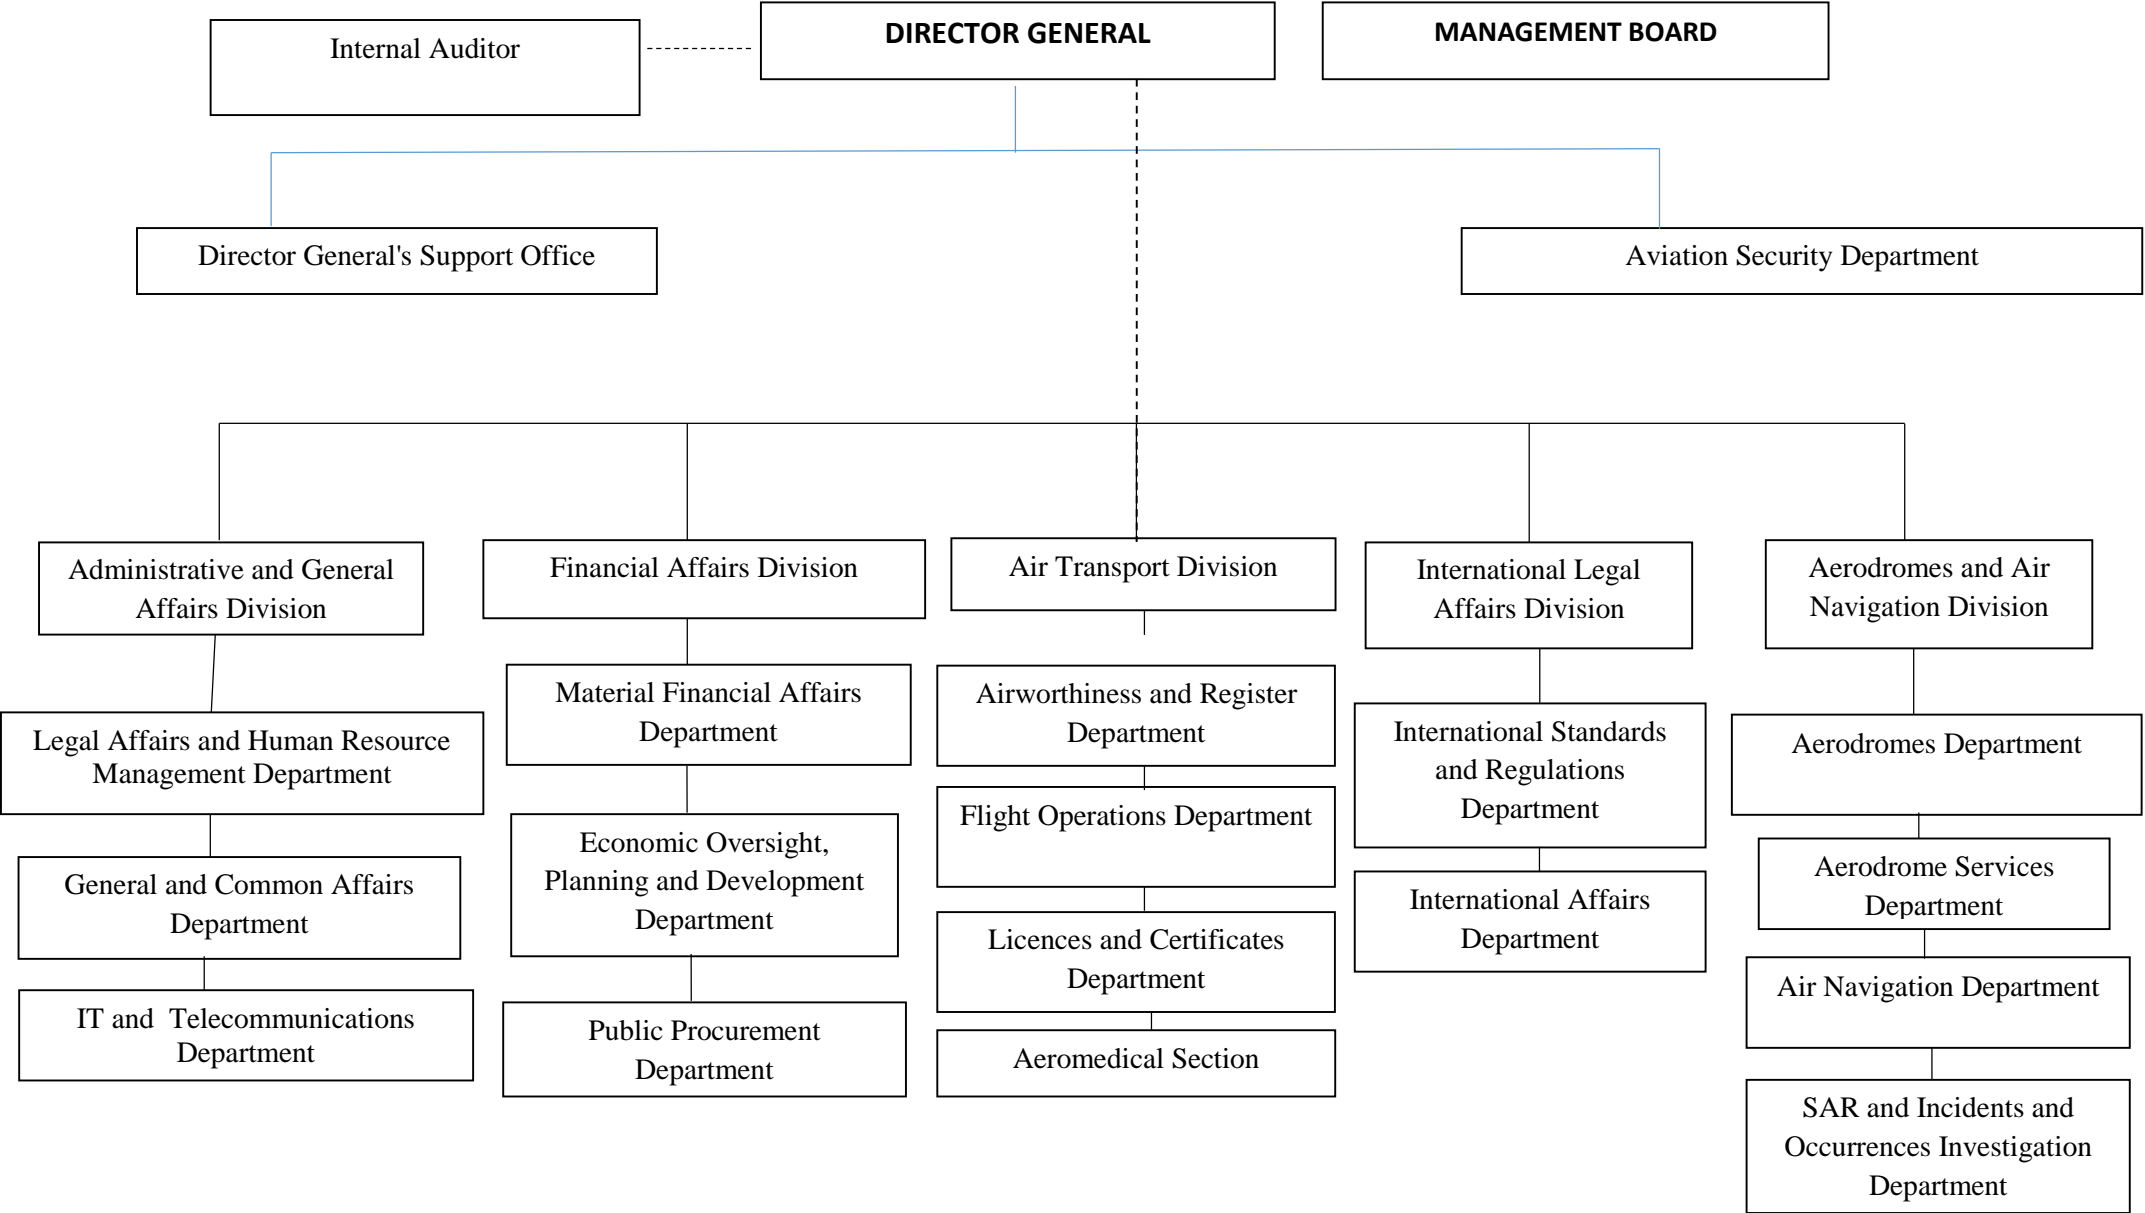 Internal Auditor
DIRECTOR GENERAL
MANAGEMENT BOARD
Director General's Support Office
Aviation Security Department
Administrative and General
Affairs Division
Financial Affairs Division
Air Transport Division
International Legal
Affairs Division
Aerodromes and Air
Navigation Division
Legal Affairs and Human Resource
Management Department
General and Common Affairs
Department
IT and  Telecommunications
Department
Material Financial Affairs
Department
Economic Oversight,
Planning and Development
Department
Public Procurement
Department
Airworthiness and Register
Department
Flight Operations Department
Licences and Certificates
Department
Aeromedical Section
International Standards
and Regulations
Department
International Affairs
Department
Aerodromes Department
Aerodrome Services
Department
Air Navigation Department
SAR and Incidents and
Occurrences Investigation
Department